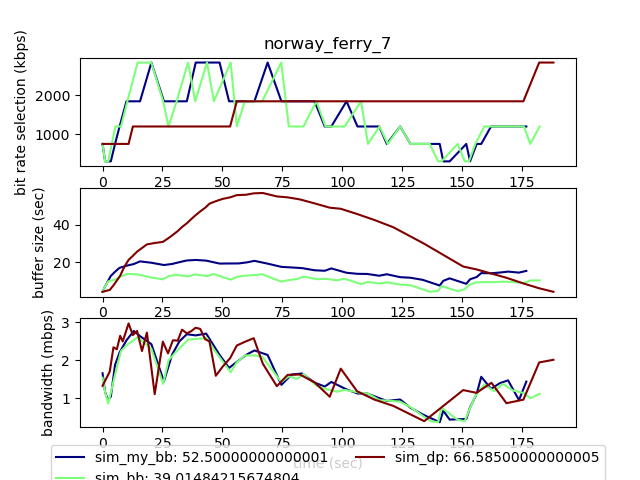 norway_ferry_7
bit rate selection (kbps)
2000
1000
0 25 50 75 100 125 150 175
buffer size (sec)
40
20
0 25 50 75 100 125 150 175
bandwidth (mbps)
3
2
1
0 25 50 75 100 125 150 175
time (sec)
sim_my_bb: 52.50000000000001
sim_dp: 66.58500000000005
sim_bb: 39.01484215674804